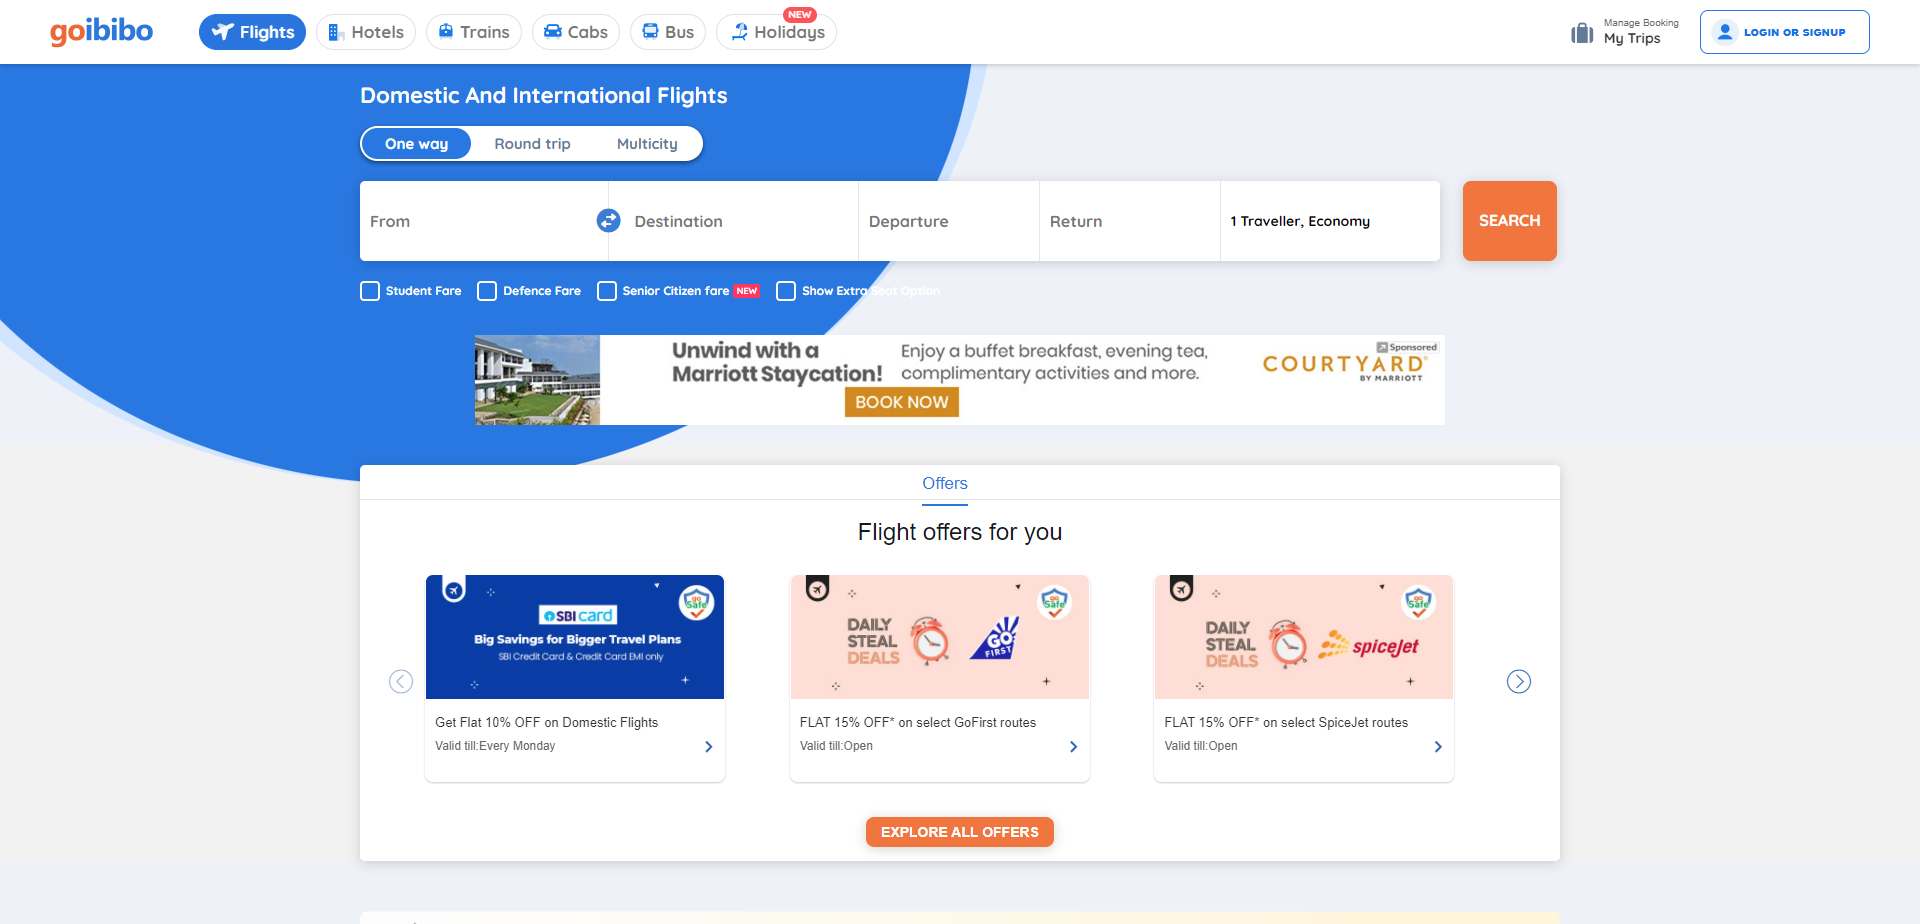 goibibo
Flights
Hotels
Trains
Cabs
Bus
NEW
Holidays
Manage Booking
My Trips
LOGIN OR SIGNUP
Domestic And International Flights
One way
Round trip
Multicity
From
Destination
Departure
Return
1 Traveller, Economy
SEARCH
Student Fare
Defence Fare
Senior Citizen fare NEW
Show Extra Seat Option
Unwind with a
Marriott Staycation!
Enjoy a buffet breakfast, evening tea,
complimentary activities and more.
BOOK NOW
Sponsored
COURTYARD
BY MARRIOTT
Offers
Flight offers for you
go
Safe
SBI card
Big Savings for Bigger Travel Plans
SBI Credit Card & Credit Card EMI only
Get Flat 10% OFF on Domestic Flights
Valid till:Every Monday
go
Safe
DAILY
STEAL
DEALS
GO
FIRST
FLAT 15% OFF* on select GoFirst routes
Valid till:Open
go
Safe
DAILY
STEAL
DEALS
spicejet
FLAT 15% OFF* on select SpiceJet routes
Valid till:Open
EXPLORE ALL OFFERS